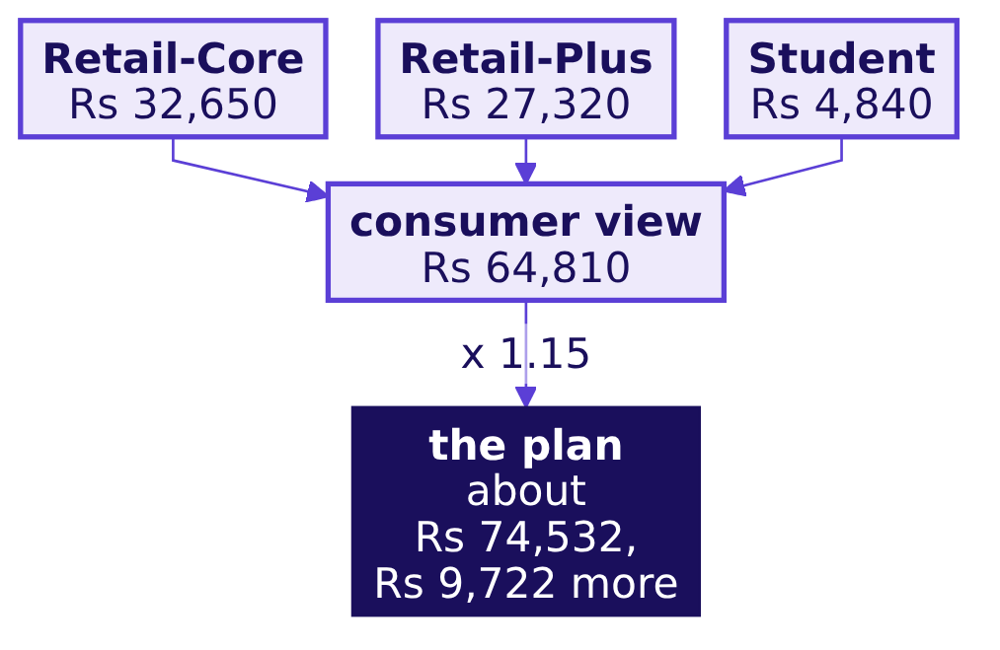 Retail-Core
Rs 32,650
Retail-Plus
Rs 27,320
Student
Rs 4,840
consumer view
Rs 64,810
x 1.15
the plan
about
Rs 74,532,
Rs 9,722 more